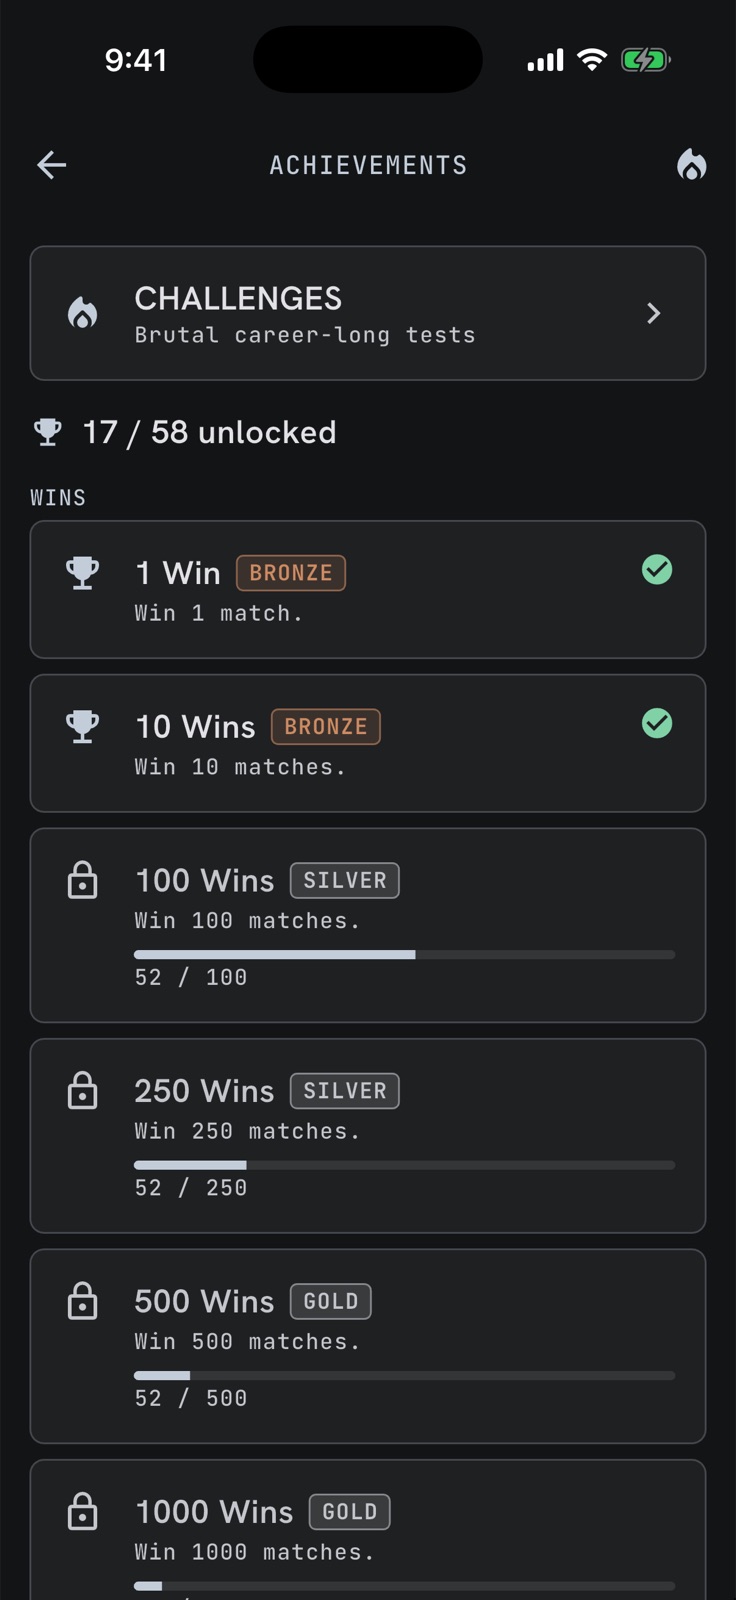 9:41
ACHIEVEMENTS
CHALLENGES
Brutal career-long tests
17 / 58 unlocked
WINS
1 Win BRONZE
Win 1 match.
10 Wins BRONZE
Win 10 matches.
100 Wins SILVER
Win 100 matches.
52 / 100
250 Wins SILVER
Win 250 matches.
52 / 250
500 Wins GOLD
Win 500 matches.
52 / 500
1000 Wins GOLD
Win 1000 matches.